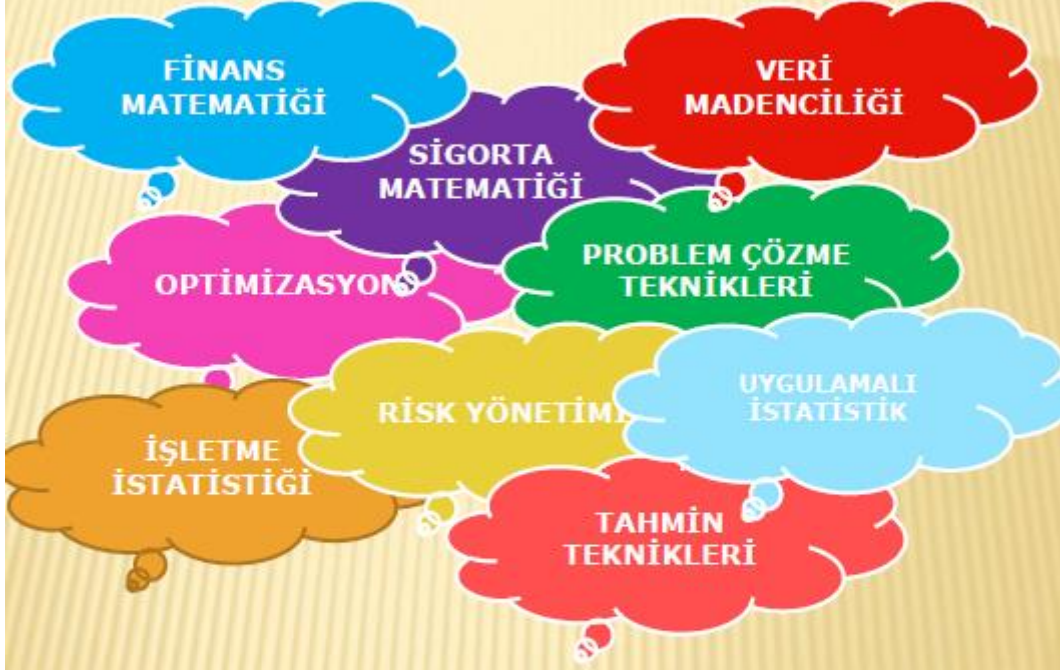 FİNANS
MATEMATİĞİ
VERİ
MADENCİLİĞİ
SİGORTA
MATEMATİĞİ
OPTİMİZASYON
PROBLEM ÇÖZME
TEKNİKLERİ
RİSK YÖNETİMİ
UYGULAMALI
İSTATİSTİK
İŞLETME
İSTATİSTİĞİ
TAHMİN
TEKNİKLERİ